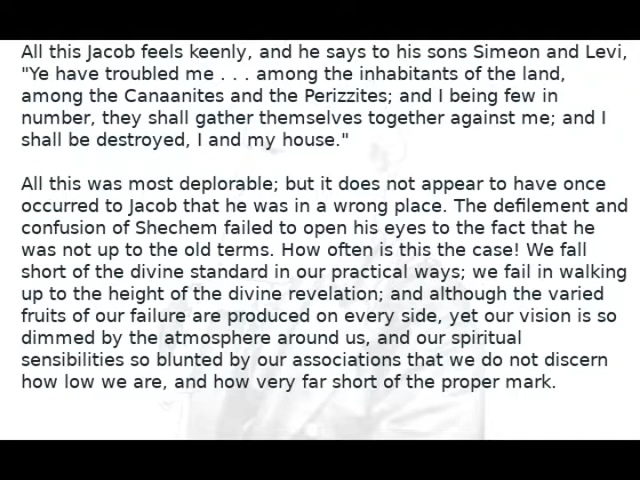 All this Jacob feels keenly, and he says to his sons Simeon and Levi,
"Ye have troubled me . . . among the inhabitants of the land,
among the Canaanites and the Perizzites; and I being few in
number, they shall gather themselves together against me; and I
shall be destroyed, I and my house."
All this was most deplorable; but it does not appear to have once
occurred to Jacob that he was in a wrong place. The defilement and
confusion of Shechem failed to open his eyes to the fact that he
was not up to the old terms. How often is this the case! We fall
short of the divine standard in our practical ways; we fail in walking
up to the height of the divine revelation; and although the varied
fruits of our failure are produced on every side, yet our vision is so
dimmed by the atmosphere around us, and our spiritual
sensibilities so blunted by our associations that we do not discern
how low we are, and how very far short of the proper mark.